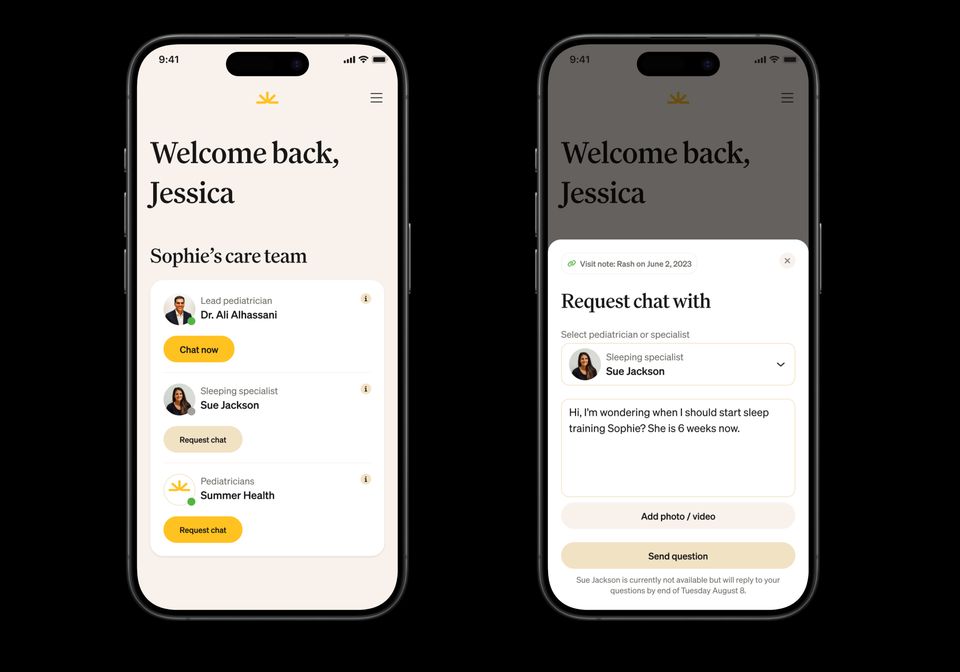 9:41
Welcome back,
Jessica
Sophie’s care team
Lead pediatrician
Dr. Ali Alhassani
Chat now
Sleeping specialist
Sue Jackson
Request chat
Pediatricians
Summer Health
Request chat
9:41
Welcome back,
Jessica
Visit note: Rash on June 2, 2023
Request chat with
Select pediatrician or specialist
Sleeping specialist
Sue Jackson
Hi, I’m wondering when I should start sleep
training Sophie? She is 6 weeks now.
Add photo / video
Send question
Sue Jackson is currently not available but will reply to your
questions by end of Tuesday August 8.